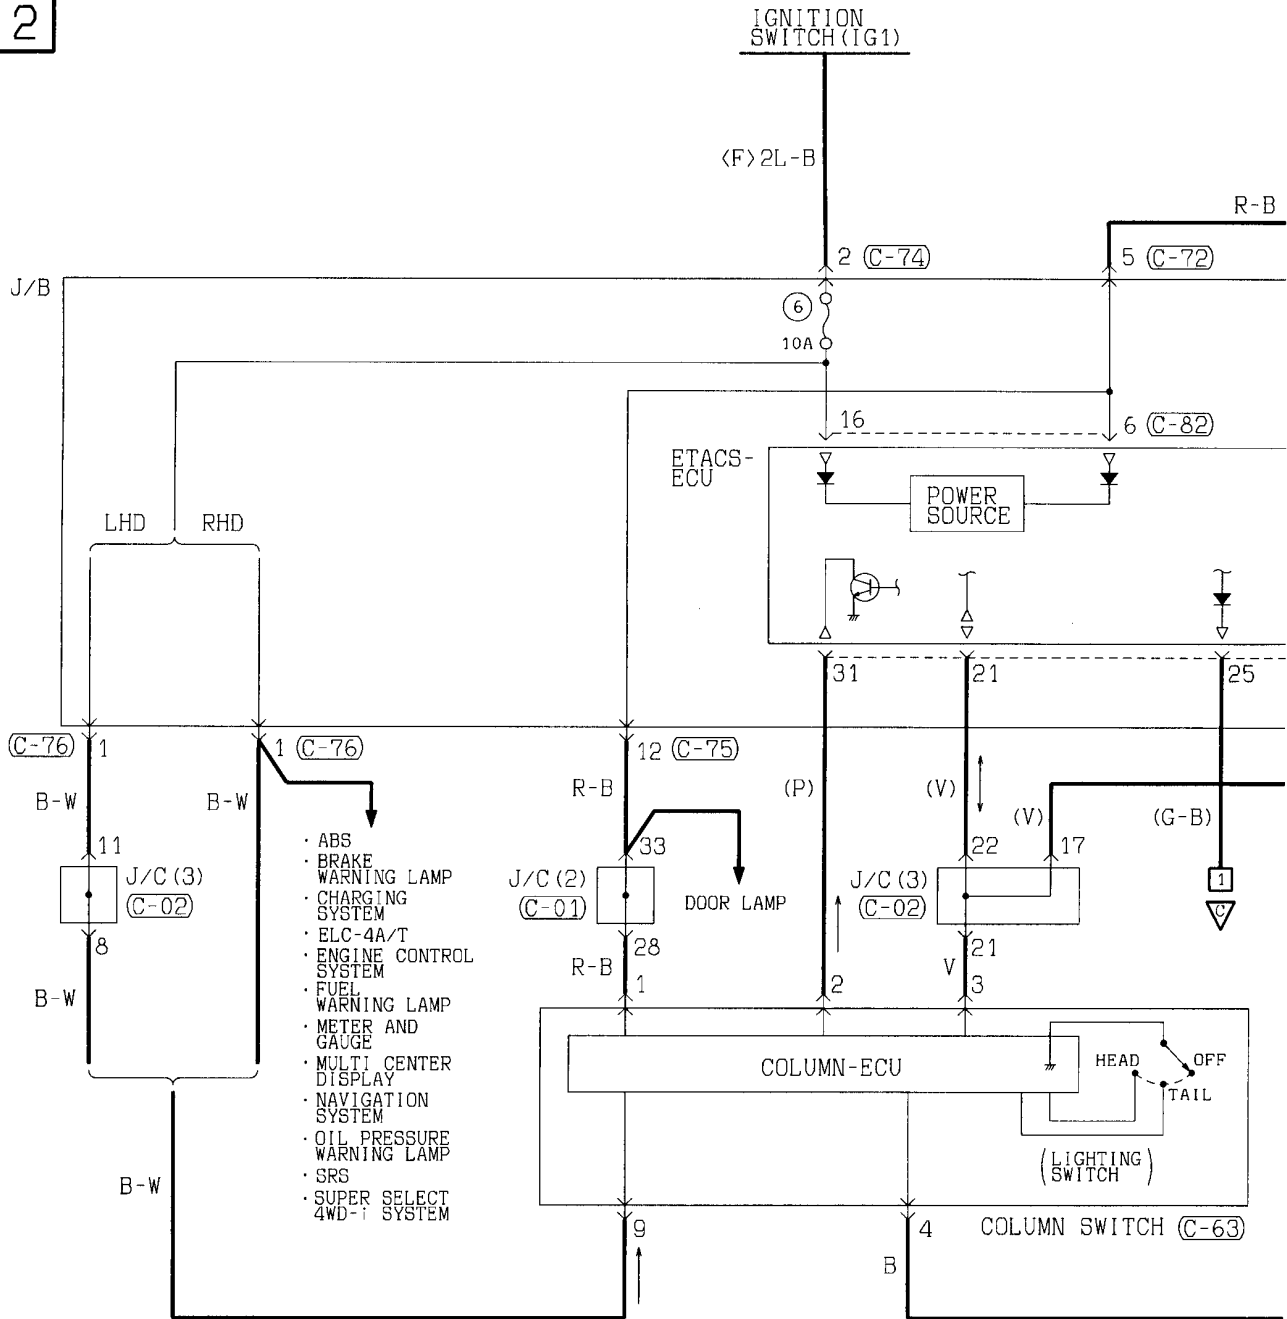 2
IGNITION
SWITCH(IG1)
<F>2L-B
R-B
2 (C-74)
5 (C-72)
J/B
6
10A
16
6 (C-82)
ETACS-
ECU
POWER
SOURCE
LHD
RHD
31
21
25
(C-76) 1
1 (C-76)
12 (C-75)
B-W
B-W
R-B
(P)
(V)
(V)
(G-B)
11
33
22
17
J/C(3)
(C-02)
J/C(2)
(C-01)
DOOR LAMP
J/C(3)
(C-02)
1
C
8
28
21
B-W
R-B
V
1
2
3
· ABS
· BRAKE
WARNING LAMP
· CHARGING
SYSTEM
· ELC-4A/T
· ENGINE CONTROL
SYSTEM
· FUEL
WARNING LAMP
· METER AND
GAUGE
· MULTI CENTER
DISPLAY
· NAVIGATION
SYSTEM
· OIL PRESSURE
WARNING LAMP
· SRS
· SUPER SELECT
4WD-i SYSTEM
COLUMN-ECU
HEAD
OFF
TAIL
(LIGHTING
SWITCH)
B-W
9
4
COLUMN SWITCH (C-63)
B